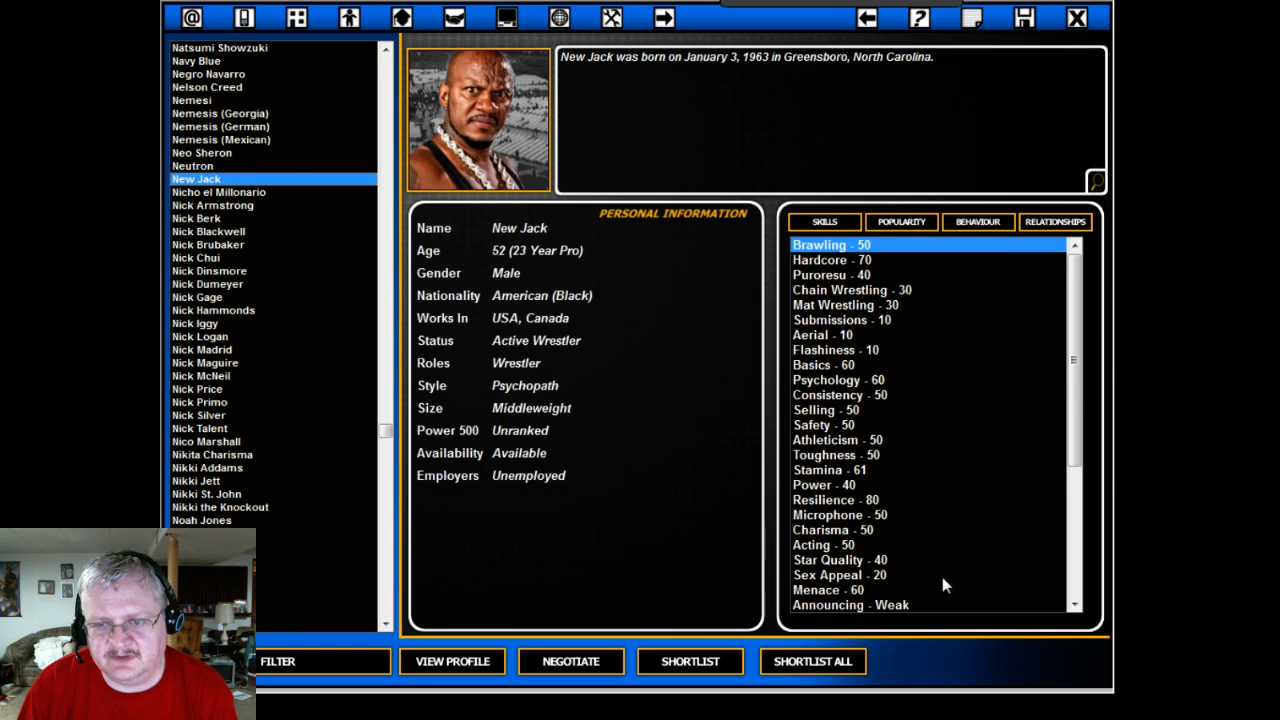 @
?
X
Natsumi Showzuki
Navy Blue
Negro Navarro
Nelson Creed
Nemesi
Nemesis (Georgia)
Nemesis (German)
Nemesis (Mexican)
Neo Sheron
Neutron
New Jack
Nicho el Millonario
Nick Armstrong
Nick Berk
Nick Blackwell
Nick Brubaker
Nick Chui
Nick Dinsmore
Nick Dumeyer
Nick Gage
Nick Hammonds
Nick Iggy
Nick Logan
Nick Madrid
Nick Maguire
Nick McNeil
Nick Price
Nick Primo
Nick Silver
Nick Talent
Nico Marshall
Nikita Charisma
Nikki Addams
Nikki Jett
Nikki St. John
Nikki the Knockout
Noah Jones
FILTER
New Jack was born on January 3, 1963 in Greensboro, North Carolina.
PERSONAL INFORMATION
Name New Jack
Age 52 (23 Year Pro)
Gender Male
Nationality American (Black)
Works In USA, Canada
Status Active Wrestler
Roles Wrestler
Style Psychopath
Size Middleweight
Power 500 Unranked
Availability Available
Employers Unemployed
SKILLS POPULARITY BEHAVIOUR RELATIONSHIPS
Brawling - 50
Hardcore - 70
Puroresu - 40
Chain Wrestling - 30
Mat Wrestling - 30
Submissions - 10
Aerial - 10
Flashiness - 10
Basics - 60
Psychology - 60
Consistency - 50
Selling - 50
Safety - 50
Athleticism - 50
Toughness - 50
Stamina - 61
Power - 40
Resilience - 80
Microphone - 50
Charisma - 50
Acting - 50
Star Quality - 40
Sex Appeal - 20
Menace - 60
Announcing - Weak
VIEW PROFILE NEGOTIATE SHORTLIST SHORTLIST ALL